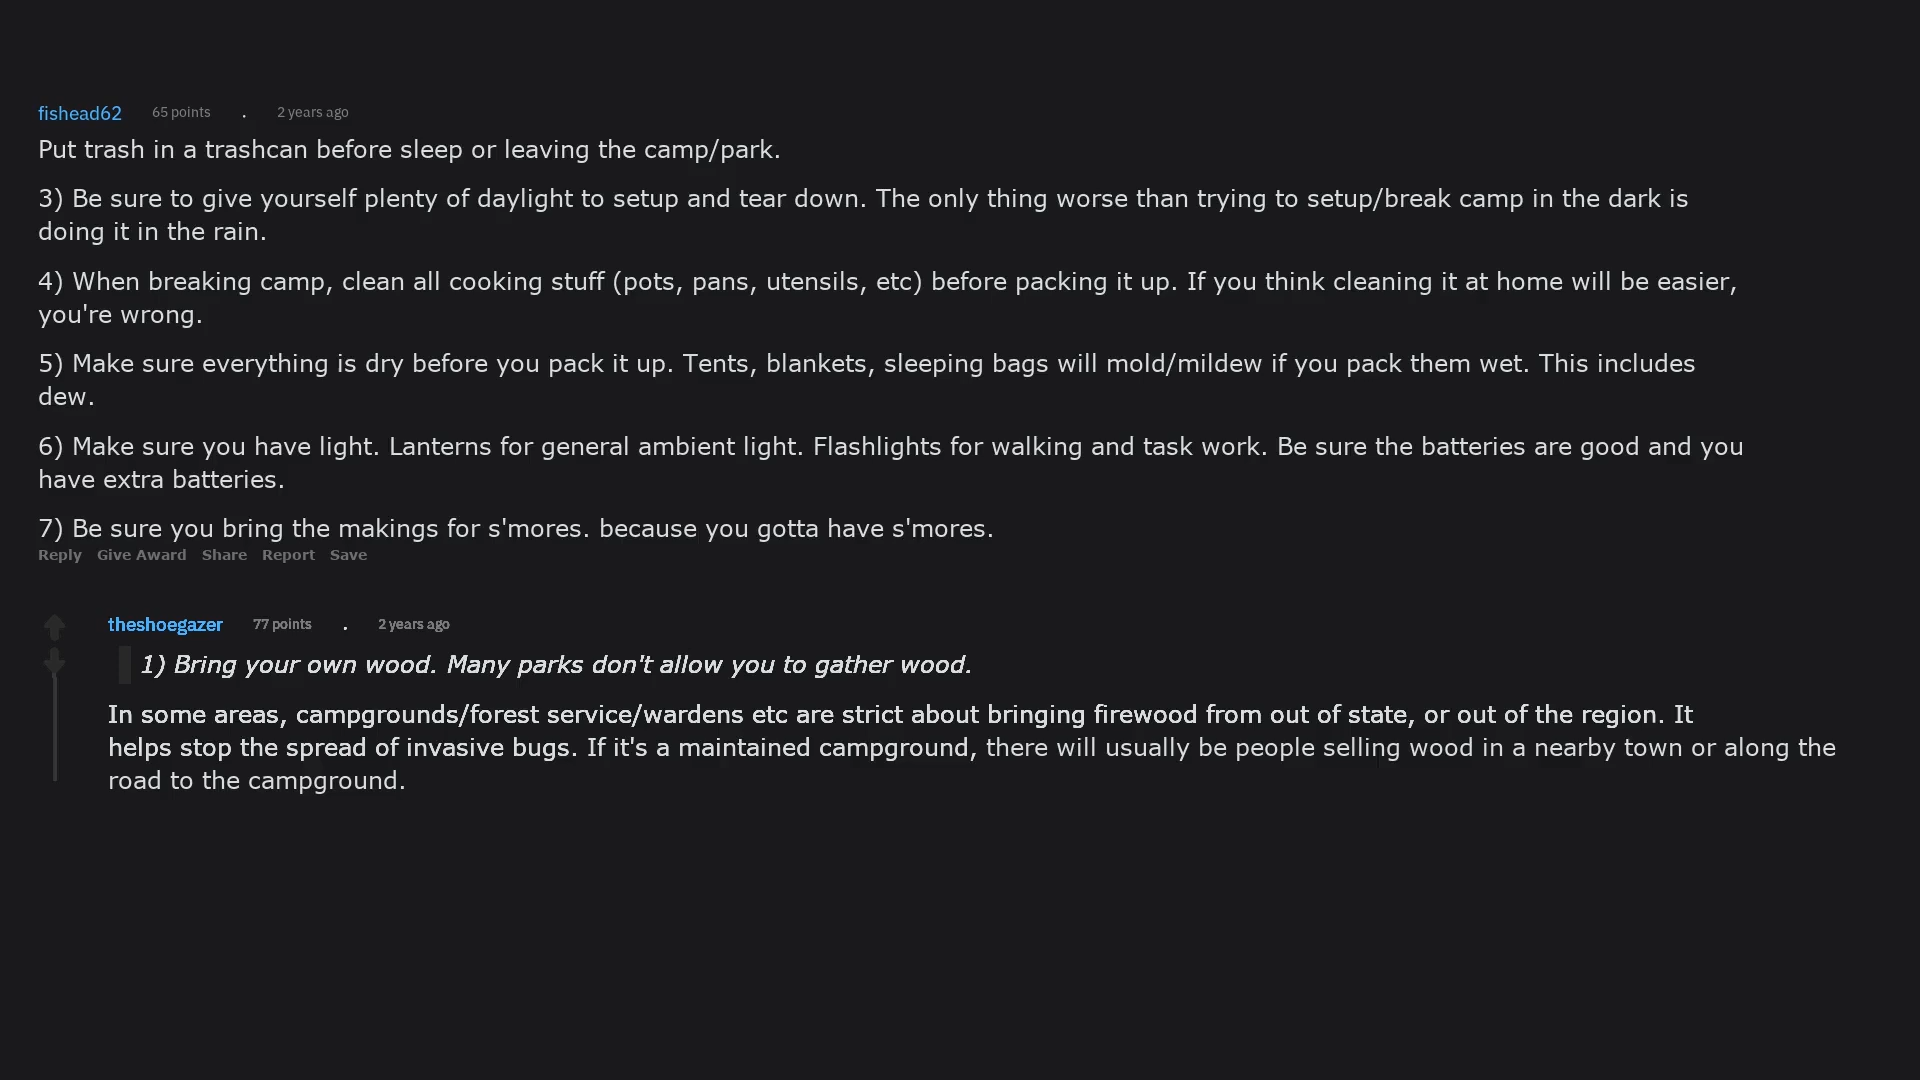 fishead62 65 points . 2 years ago
Put trash in a trashcan before sleep or leaving the camp/park.
3) Be sure to give yourself plenty of daylight to setup and tear down. The only thing worse than trying to setup/break camp in the dark is
doing it in the rain.
4) When breaking camp, clean all cooking stuff (pots, pans, utensils, etc) before packing it up. If you think cleaning it at home will be easier,
you're wrong.
5) Make sure everything is dry before you pack it up. Tents, blankets, sleeping bags will mold/mildew if you pack them wet. This includes
dew.
6) Make sure you have light. Lanterns for general ambient light. Flashlights for walking and task work. Be sure the batteries are good and you
have extra batteries.
7) Be sure you bring the makings for s'mores. because you gotta have s'mores.
Reply Give Award Share Report Save
theshoegazer 77 points . 2 years ago
1) Bring your own wood. Many parks don't allow you to gather wood.
In some areas, campgrounds/forest service/wardens etc are strict about bringing firewood from out of state, or out of the region. It
helps stop the spread of invasive bugs. If it's a maintained campground, there will usually be people selling wood in a nearby town or along the
road to the campground.